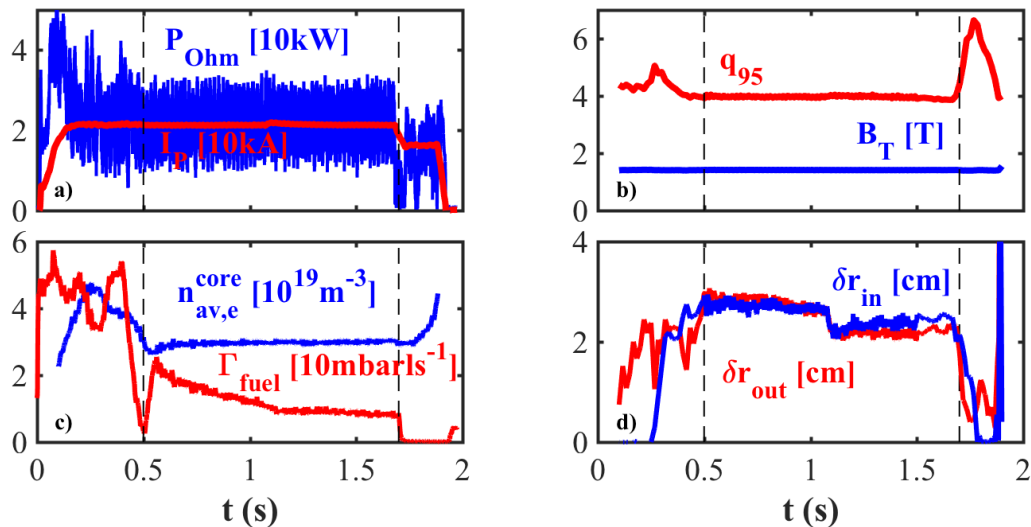 4
2
0
P_Ohm [10kW]
I_P [10kA]
a)
6
4
2
0
q_95
B_T [T]
b)
6
4
2
0
n_av,e^core [10^19 m^-3]
Γ_fuel [10mbarls^-1]
c)
0 0.5 1 1.5 2
t (s)
4
2
0
δr_in [cm]
δr_out [cm]
d)
0 0.5 1 1.5 2
t (s)